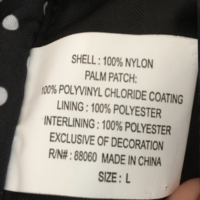 SHELL : 100% NYLON
PALM PATCH:
100% POLYVINYL CHLORIDE COATING
LINING : 100% POLYESTER
INTERLINING : 100% POLYESTER
EXCLUSIVE OF DECORATION
R/N# : 88060 MADE IN CHINA
SIZE : L